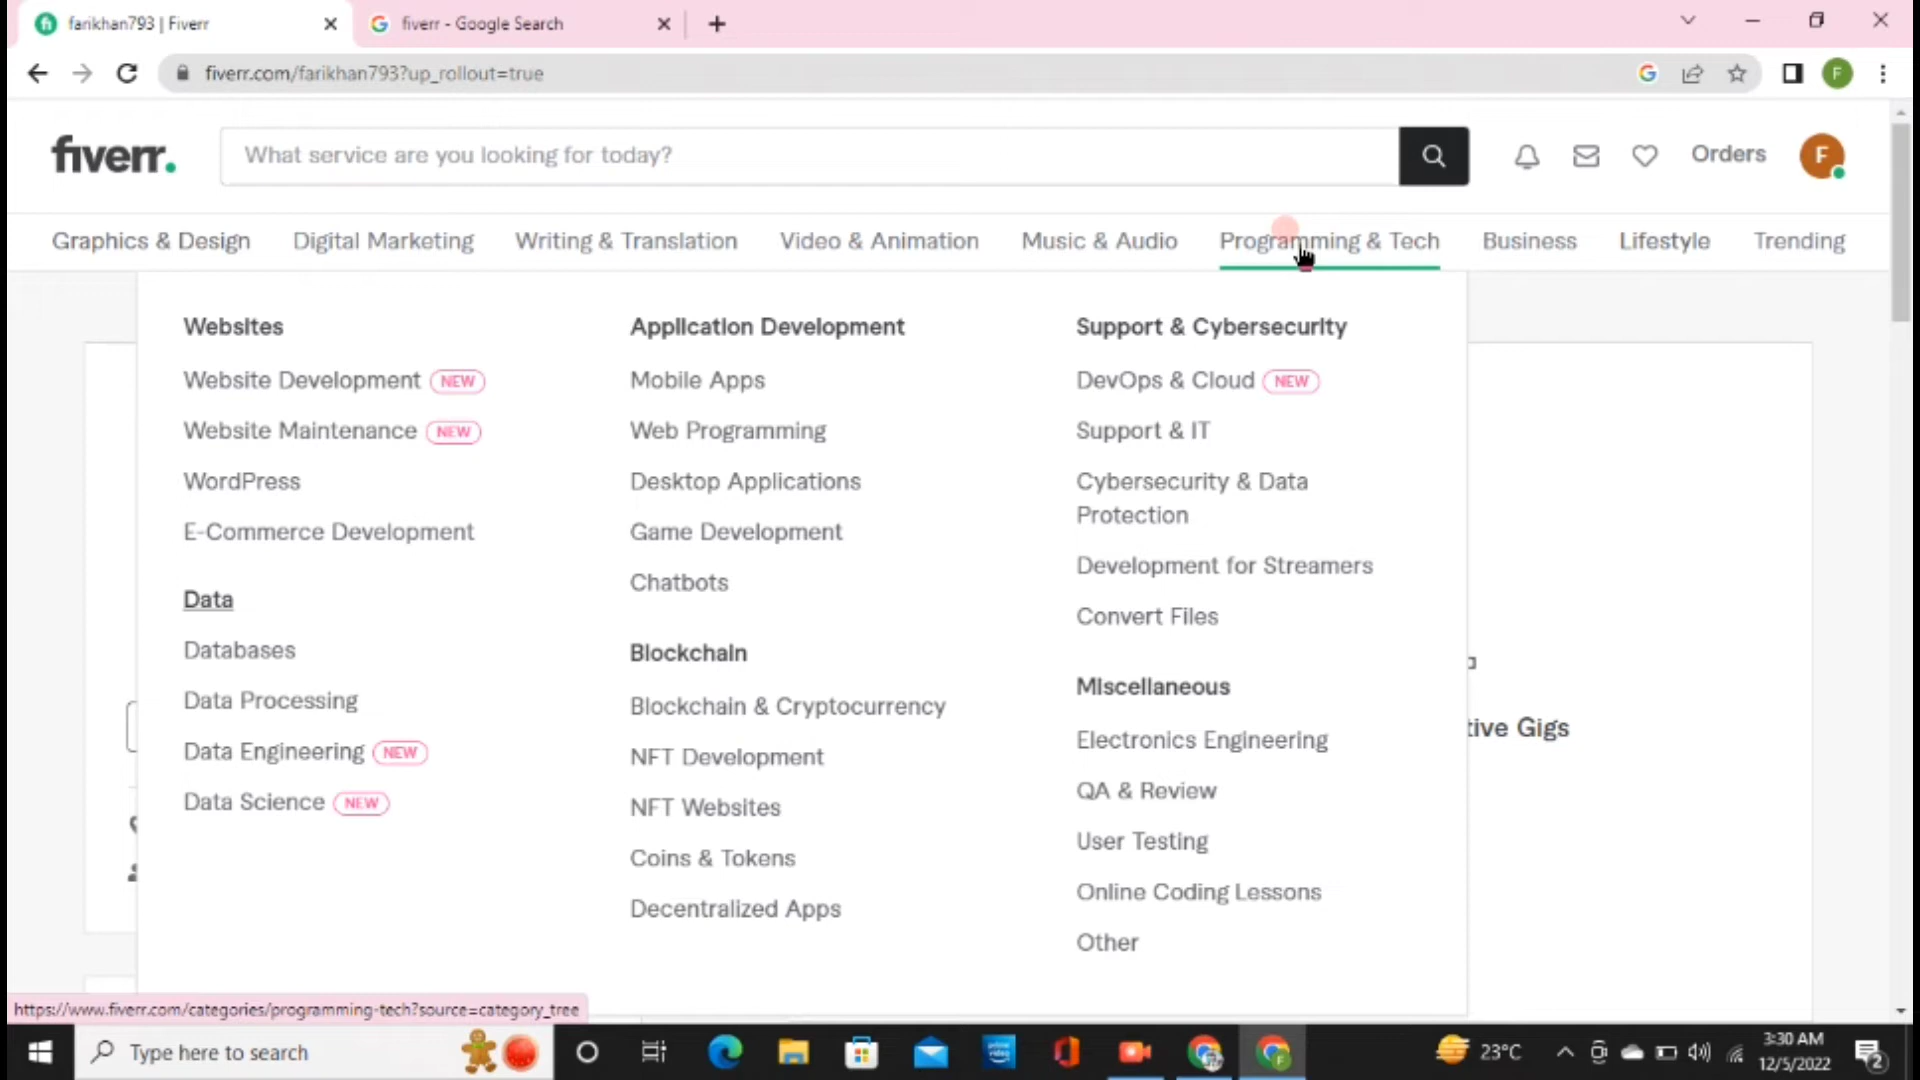 farikhan793 | Fiverr
fiverr - Google Search
fiverr.com/farikhan793?up_rollout=true
F
fiverr.
What service are you looking for today?
Orders
F
Graphics & Design
Digital Marketing
Writing & Translation
Video & Animation
Music & Audio
Programming & Tech
Business
Lifestyle
Trending
Websites
Website Development NEW
Website Maintenance NEW
WordPress
E-Commerce Development
Data
Databases
Data Processing
Data Engineering NEW
Data Science NEW
Application Development
Mobile Apps
Web Programming
Desktop Applications
Game Development
Chatbots
Blockchain
Blockchain & Cryptocurrency
NFT Development
NFT Websites
Coins & Tokens
Decentralized Apps
Support & Cybersecurity
DevOps & Cloud NEW
Support & IT
Cybersecurity & Data
Protection
Development for Streamers
Convert Files
Miscellaneous
Electronics Engineering
QA & Review
User Testing
Online Coding Lessons
Other
tive Gigs
https://www.fiverr.com/categories/programming-tech?source=category_tree
Type here to search
23°C
3:30 AM
12/5/2022
2